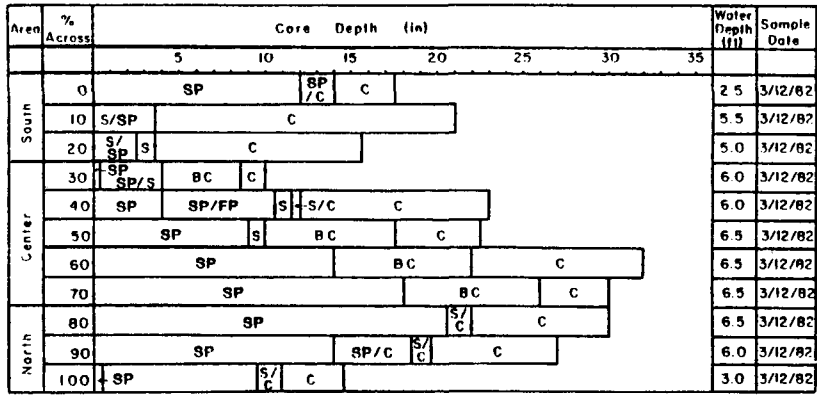 Area % Across Core Depth (in) Water Depth (ft) Sample Date
5 10 15 20 25 30 35
South
0 SP SP/C C 2.5 3/12/82
10 S/SP C 5.5 3/12/82
20 S/SP S C 5.0 3/12/82
Center
30 SP SP/S BC C 6.0 3/12/82
40 SP SP/FP S S/C C 6.0 3/12/82
50 SP S BC C 6.5 3/12/82
60 SP BC C 6.5 3/12/82
70 SP BC C 6.5 3/12/82
North
80 SP S/C C 6.5 3/12/82
90 SP SP/C S/C C 6.0 3/12/82
100 SP S/C C 3.0 3/12/82